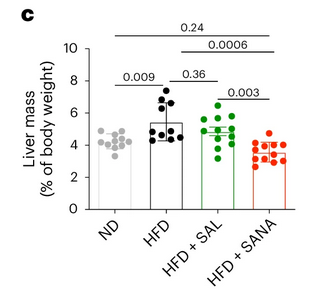 c
0.24
0.0006
0.009
0.36
0.003
Liver mass
(% of body weight)
10
8
6
4
2
0
ND
HFD
HFD + SAL
HFD + SANA